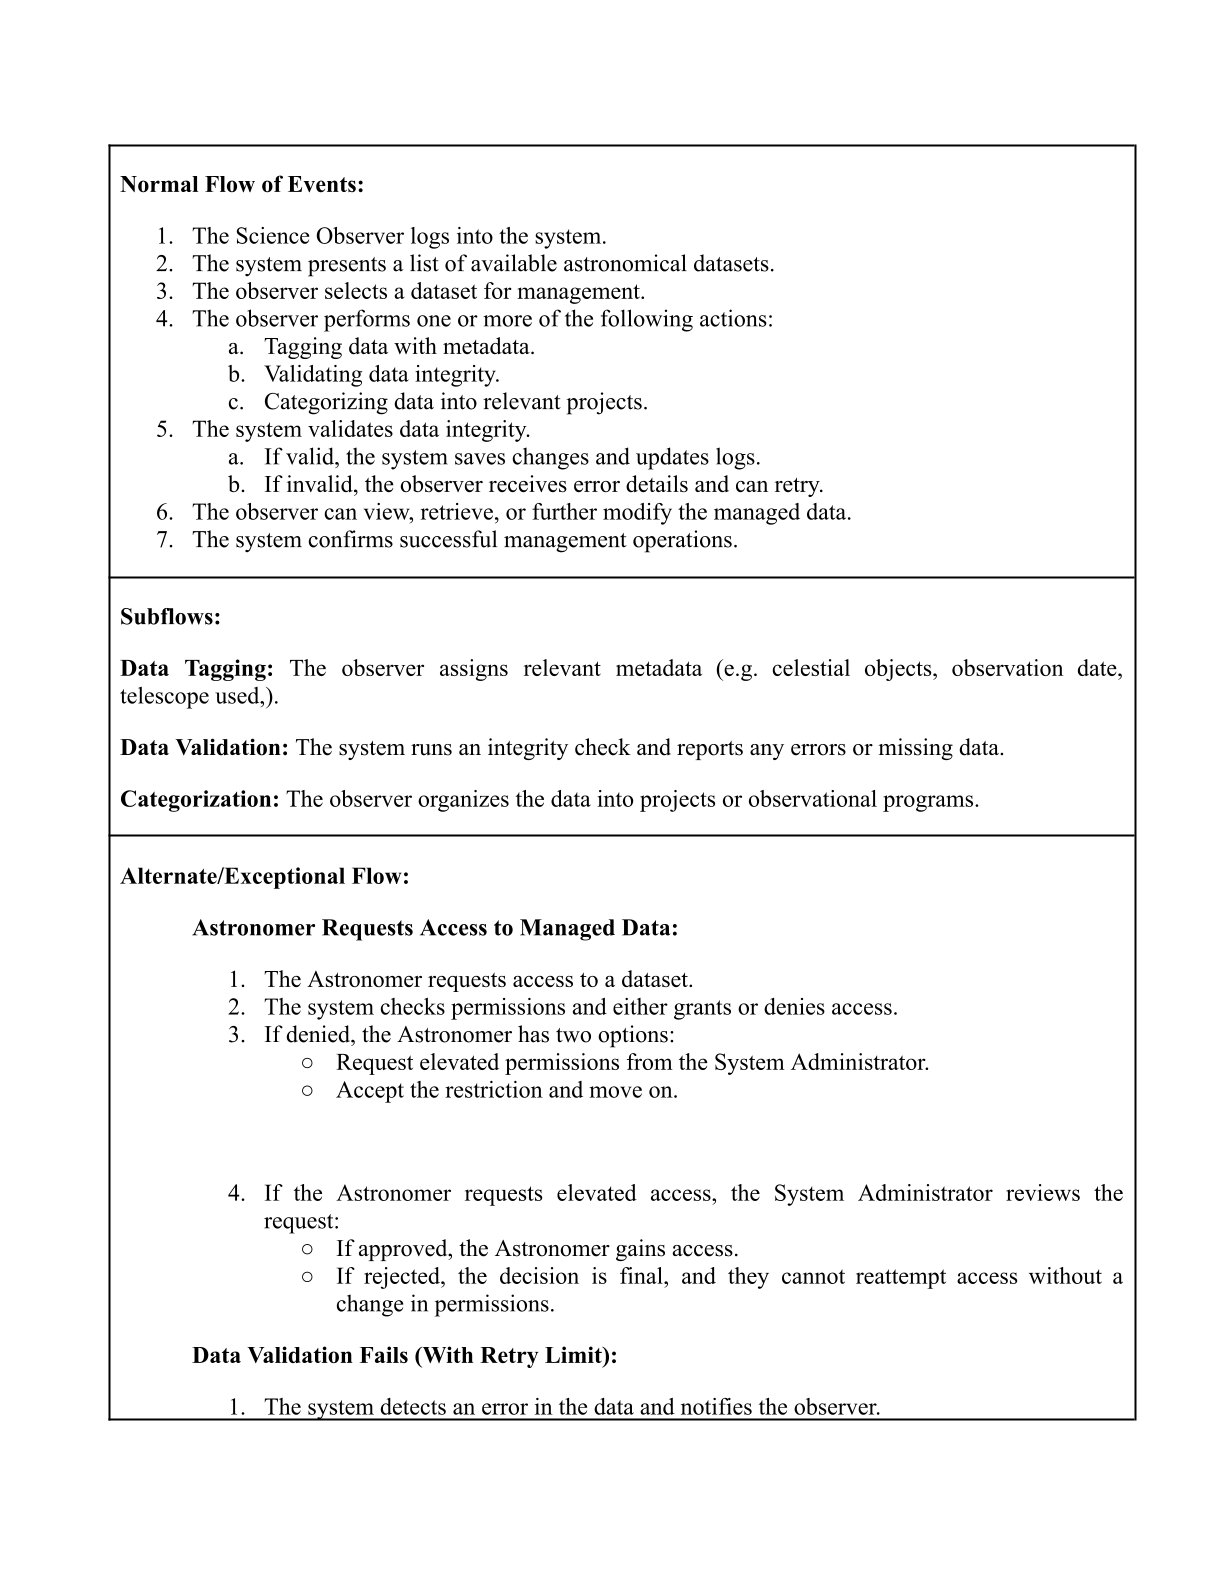 Normal Flow of Events:
1. The Science Observer logs into the system.
2. The system presents a list of available astronomical datasets.
3. The observer selects a dataset for management.
4. The observer performs one or more of the following actions:
a. Tagging data with metadata.
b. Validating data integrity.
c. Categorizing data into relevant projects.
5. The system validates data integrity.
a. If valid, the system saves changes and updates logs.
b. If invalid, the observer receives error details and can retry.
6. The observer can view, retrieve, or further modify the managed data.
7. The system confirms successful management operations.
Subflows:
Data Tagging: The observer assigns relevant metadata (e.g. celestial objects, observation date,
telescope used,).
Data Validation: The system runs an integrity check and reports any errors or missing data.
Categorization: The observer organizes the data into projects or observational programs.
Alternate/Exceptional Flow:
Astronomer Requests Access to Managed Data:
1. The Astronomer requests access to a dataset.
2. The system checks permissions and either grants or denies access.
3. If denied, the Astronomer has two options:
○ Request elevated permissions from the System Administrator.
○ Accept the restriction and move on.
4. If the Astronomer requests elevated access, the System Administrator reviews the
request:
○ If approved, the Astronomer gains access.
○ If rejected, the decision is final, and they cannot reattempt access without a
change in permissions.
Data Validation Fails (With Retry Limit):
1. The system detects an error in the data and notifies the observer.